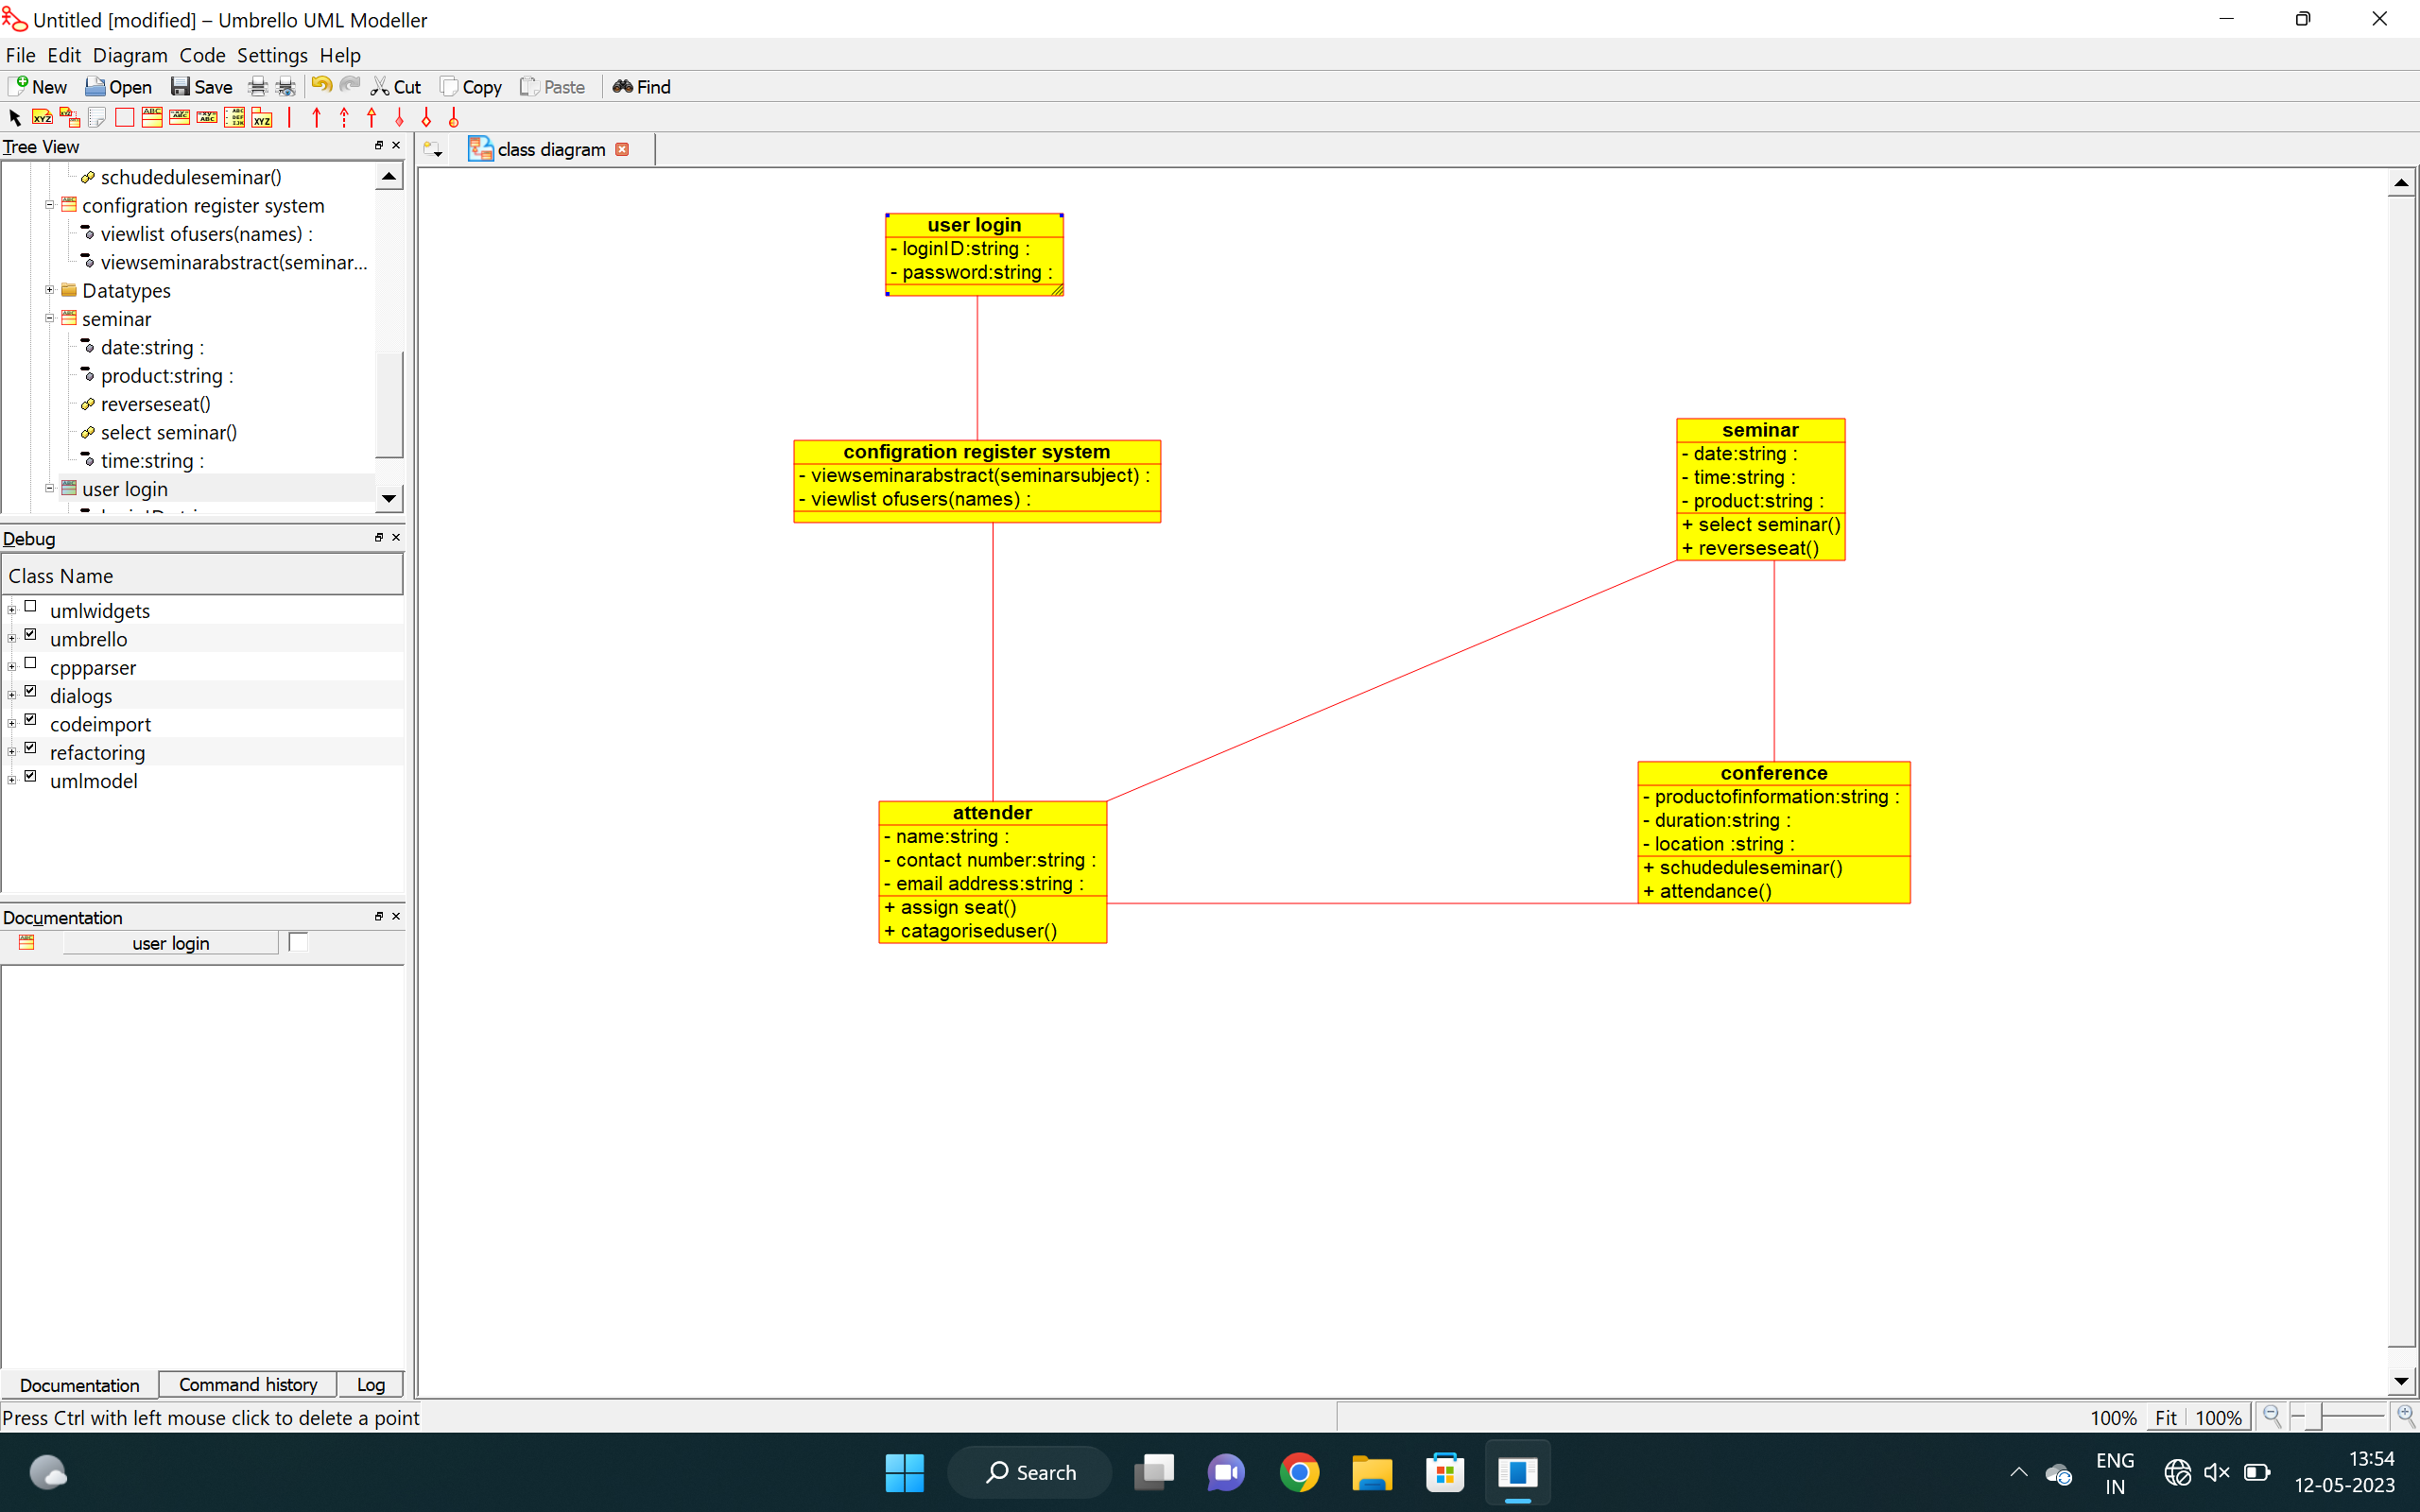 Untitled [modified] – Umbrello UML Modeller
File Edit Diagram Code Settings Help
New Open Save Cut Copy Paste Find
Tree View
class diagram
schudeduleseminar()
configration register system
viewlist ofusers(names) :
viewseminarabstract(seminar...
Datatypes
seminar
date:string :
product:string :
reverseseat()
select seminar()
time:string :
user login
Debug
Class Name
umlwidgets
umbrello
cppparser
dialogs
codeimport
refactoring
umlmodel
Documentation
user login
Documentation Command history Log
user login
- loginID:string :
- password:string :
configration register system
- viewseminarabstract(seminarsubject) :
- viewlist ofusers(names) :
seminar
- date:string :
- time:string :
- product:string :
+ select seminar()
+ reverseseat()
attender
- name:string :
- contact number:string :
- email address:string :
+ assign seat()
+ catagoriseduser()
conference
- productofinformation:string :
- duration:string :
- location :string :
+ schudeduleseminar()
+ attendance()
Press Ctrl with left mouse click to delete a point
100% Fit 100%
Search
ENG
IN
13:54
12-05-2023